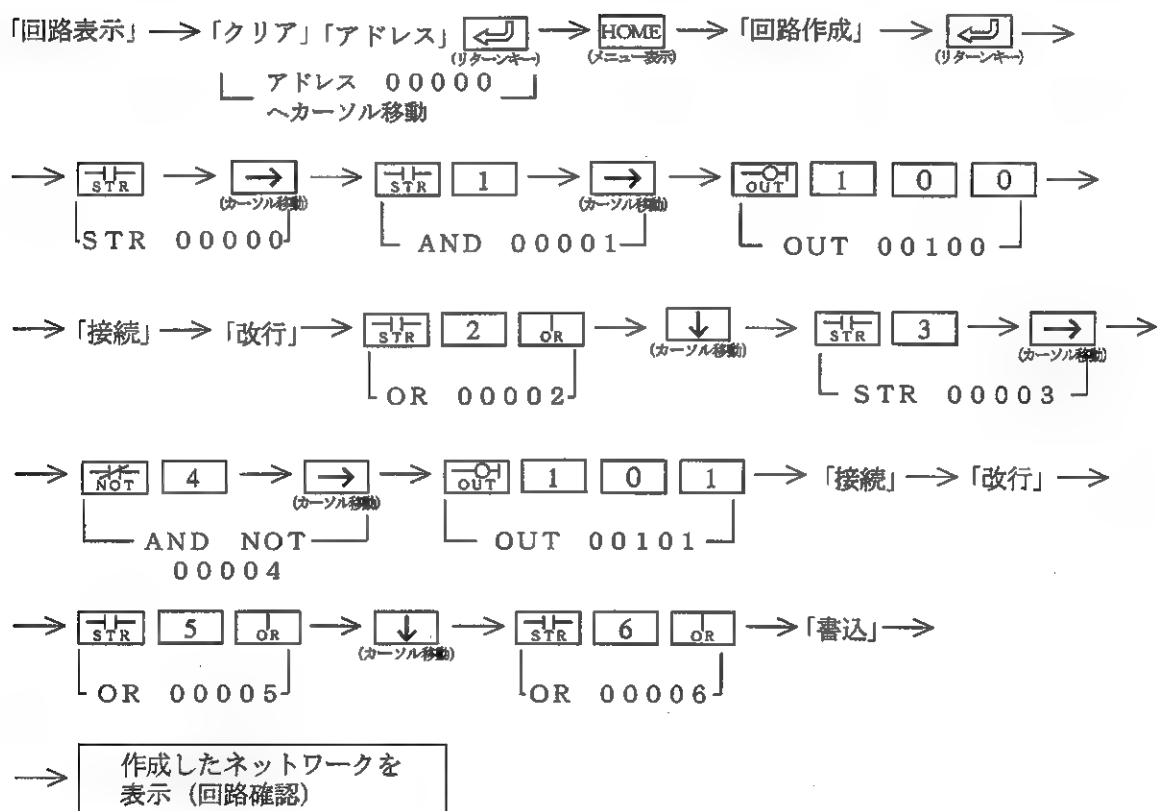 「回路表示」→「クリア」「アドレス」 → HOME → 「回路作成」 → →
(リターンキー) (メニュー表示) (リターンキー)
アドレス 00000
へカーソル移動
→ STR → → → STR 1 → → → OUT 1 0 0 →
(カーソル移動) (カーソル移動)
STR 00000 AND 00001 OUT 00100
→「接続」→「改行」→ STR 2 OR → ↓ → STR 3 → → →
(カーソル移動) (カーソル移動)
OR 00002 STR 00003
→ NOT 4 → → → OUT 1 0 1 →「接続」→「改行」→
(カーソル移動)
AND NOT OUT 00101
00004
→ STR 5 OR → ↓ → STR 6 OR →「書込」→
(カーソル移動)
OR 00005 OR 00006
→ 作成したネットワークを
表示 (回路確認)